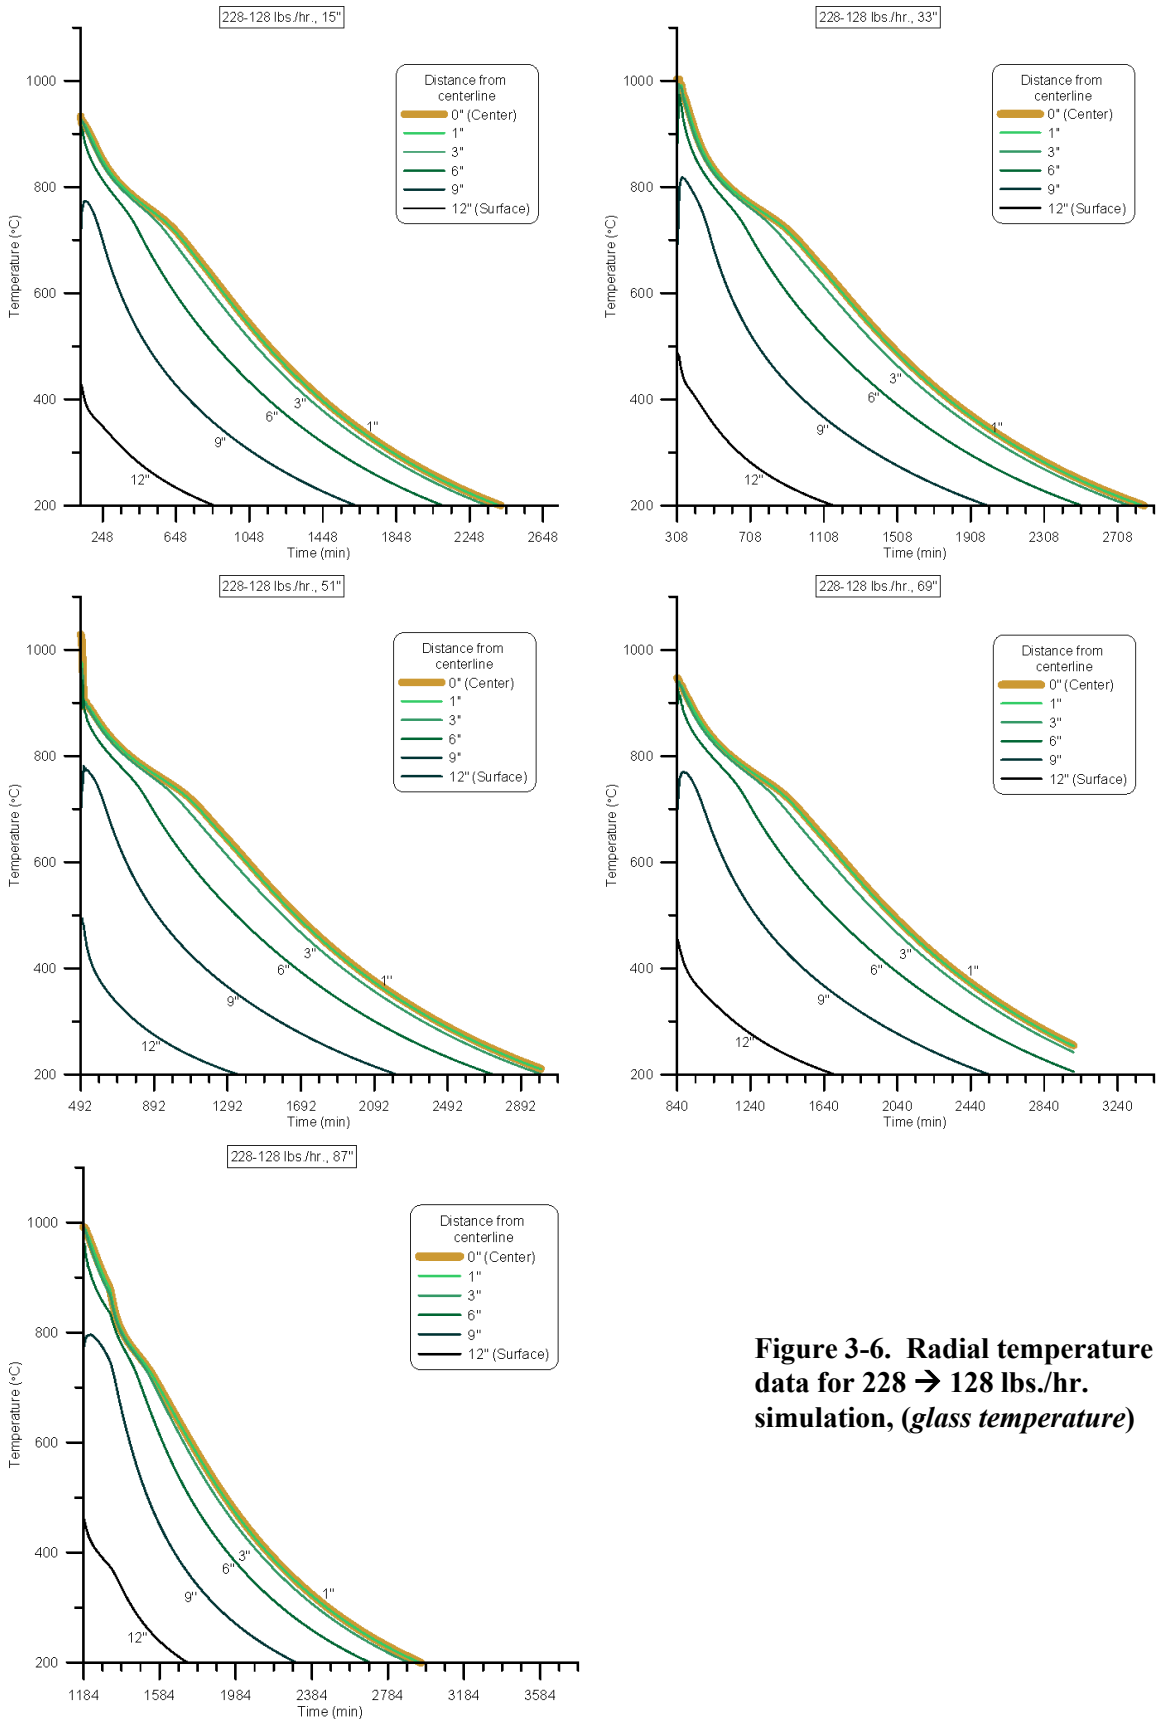 228-128 lbs./hr., 15"
Temperature (°C)
1000
800
600
400
200
Distance from
centerline
0" (Center)
1"
3"
6"
9"
12" (Surface)
12"
9"
6"
3"
1"
248 648 1048 1448 1848 2248 2648
Time (min)
228-128 lbs./hr., 33"
Temperature (°C)
1000
800
600
400
200
Distance from
centerline
0" (Center)
1"
3"
6"
9"
12" (Surface)
12"
9"
6"
3"
1"
308 708 1108 1508 1908 2308 2708
Time (min)
228-128 lbs./hr., 51"
Temperature (°C)
1000
800
600
400
200
Distance from
centerline
0" (Center)
1"
3"
6"
9"
12" (Surface)
12"
9"
6"
3"
1"
492 892 1292 1692 2092 2492 2892
Time (min)
228-128 lbs./hr., 69"
Temperature (°C)
1000
800
600
400
200
Distance from
centerline
0" (Center)
1"
3"
6"
9"
12" (Surface)
12"
9"
6"
3"
1"
840 1240 1640 2040 2440 2840 3240
Time (min)
228-128 lbs./hr., 87"
Temperature (°C)
1000
800
600
400
200
Distance from
centerline
0" (Center)
1"
3"
6"
9"
12" (Surface)
12"
9"
6"
3"
1"
1184 1584 1984 2384 2784 3184 3584
Time (min)
Figure 3-6. Radial temperature
data for 228 → 128 lbs./hr.
simulation, (glass temperature)